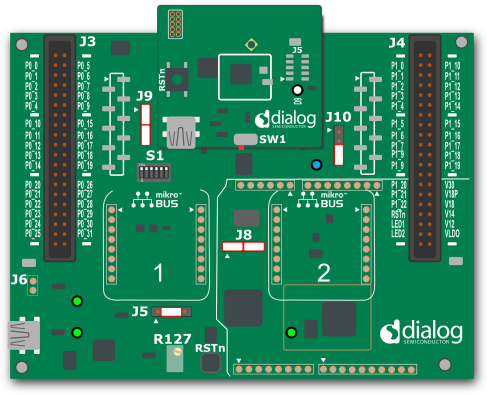 J3
J4
RSTn
J5
dialog
SEMICONDUCTOR
J9
SW1
J10
S1
P0_0
P0_1
P0_2
P0_3
P0_4
P0_5
P0_6
P0_7
P0_8
P0_9
P0_10
P0_11
P0_12
P0_13
P0_14
P0_15
P0_16
P0_17
P0_18
P0_19
P0_20
P0_21
P0_22
P0_23
P0_24
P0_25
P0_26
P0_27
P0_28
P0_29
P0_30
P0_31
P1_0
P1_1
P1_2
P1_3
P1_4
P1_10
P1_11
P1_12
P1_13
P1_14
P1_5
P1_6
P1_7
P1_8
P1_9
P1_15
P1_16
P1_17
P1_18
P1_19
P1_20
P1_21
P1_22
RSTn
LED1
LED2
V30
V18P
V18
V14
V12
VLDO
mikro™
BUS
1
mikro™
BUS
2
J8
J6
J5
R127
RSTn
dialog
SEMICONDUCTOR